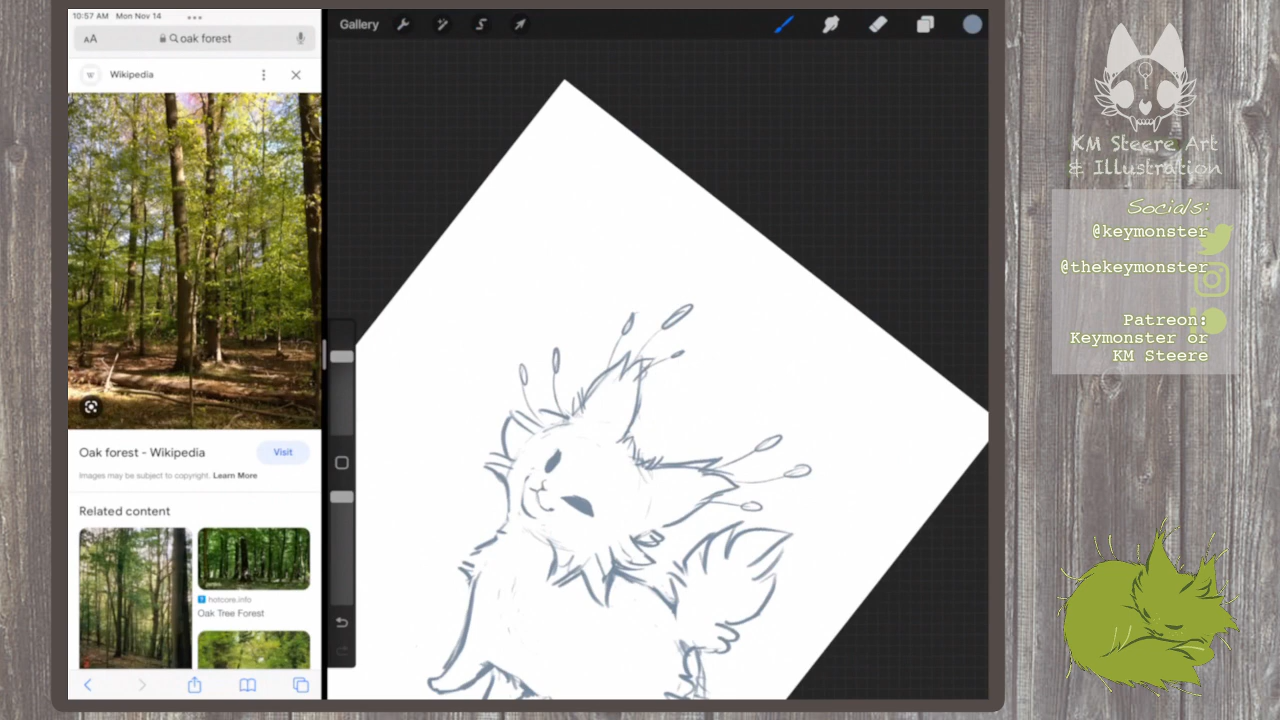 10:57 AM Mon Nov 14
AA oak forest
W Wikipedia
Oak forest - Wikipedia
Visit
Images may be subject to copyright. Learn More
Related content
hotcore.info
Oak Tree Forest
Gallery
KM Steere Art
& Illustration
Socials:
@keymonster
@thekeymonster
Patreon:
Keymonster or
KM Steere